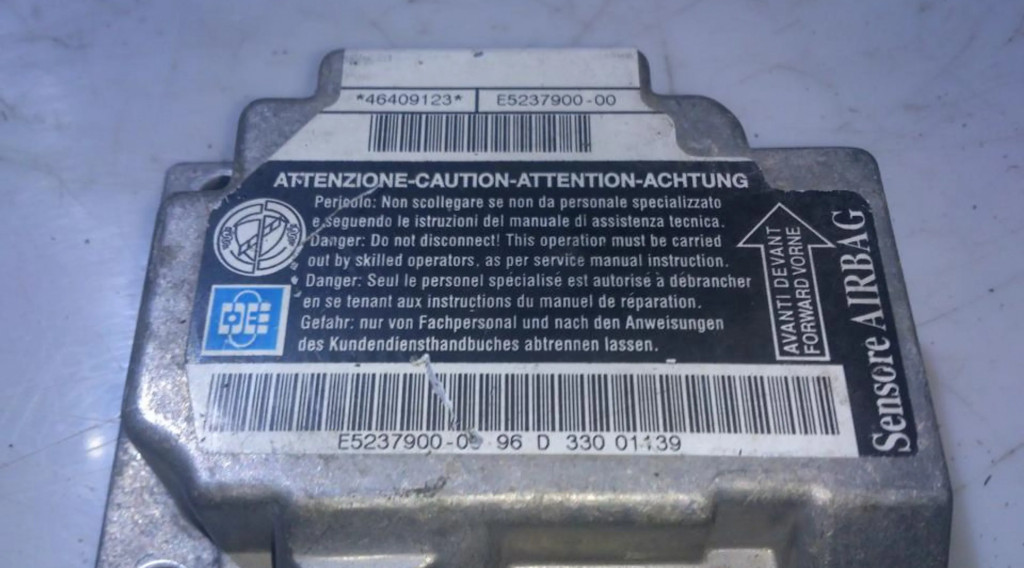 *46409123* E5237900-00
ATTENZIONE-CAUTION-ATTENTION-ACHTUNG
Pericolo: Non scollegare se non da personale specializzato
e seguendo le istruzioni del manuale di assistenza tecnica.
Danger: Do not disconnect! This operation must be carried
out by skilled operators, as per service manual instruction.
Danger: Seul le personel spécialisé est autorisé à débrancher
en se tenant aux instructions du manuel de réparation.
Gefahr: nur von Fachpersonal und nach den Anweisungen
des Kundendiensthandbuches abtrennen lassen.
AVANTI DEVANT
FORWARD VORNE
Sensore AIRBAG
96 D 330 01139